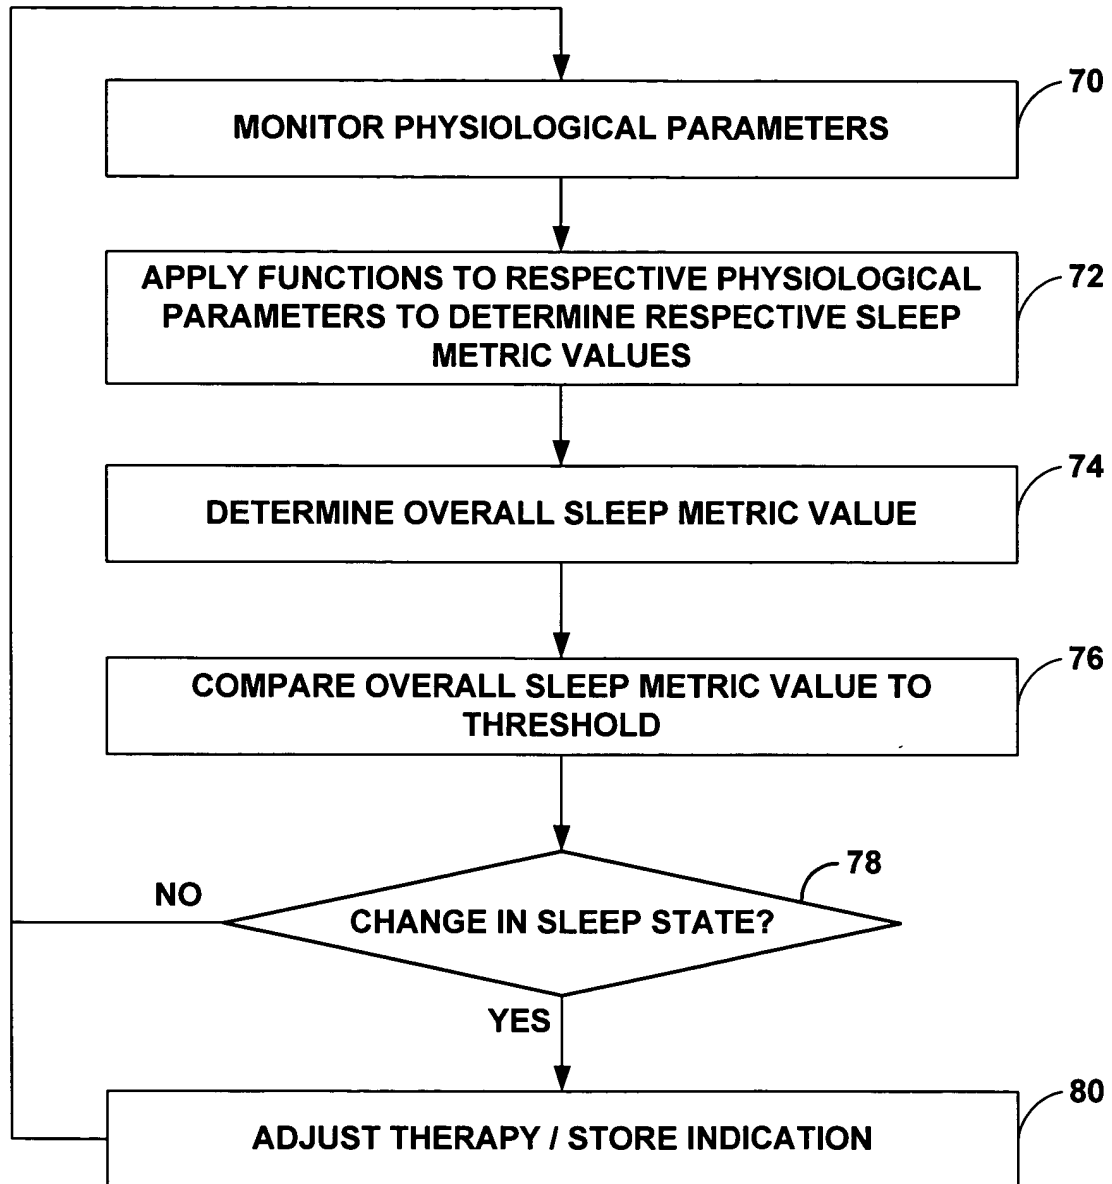 70
MONITOR PHYSIOLOGICAL PARAMETERS
72
APPLY FUNCTIONS TO RESPECTIVE PHYSIOLOGICAL
PARAMETERS TO DETERMINE RESPECTIVE SLEEP
METRIC VALUES
74
DETERMINE OVERALL SLEEP METRIC VALUE
76
COMPARE OVERALL SLEEP METRIC VALUE TO
THRESHOLD
78
NO
CHANGE IN SLEEP STATE?
YES
80
ADJUST THERAPY / STORE INDICATION